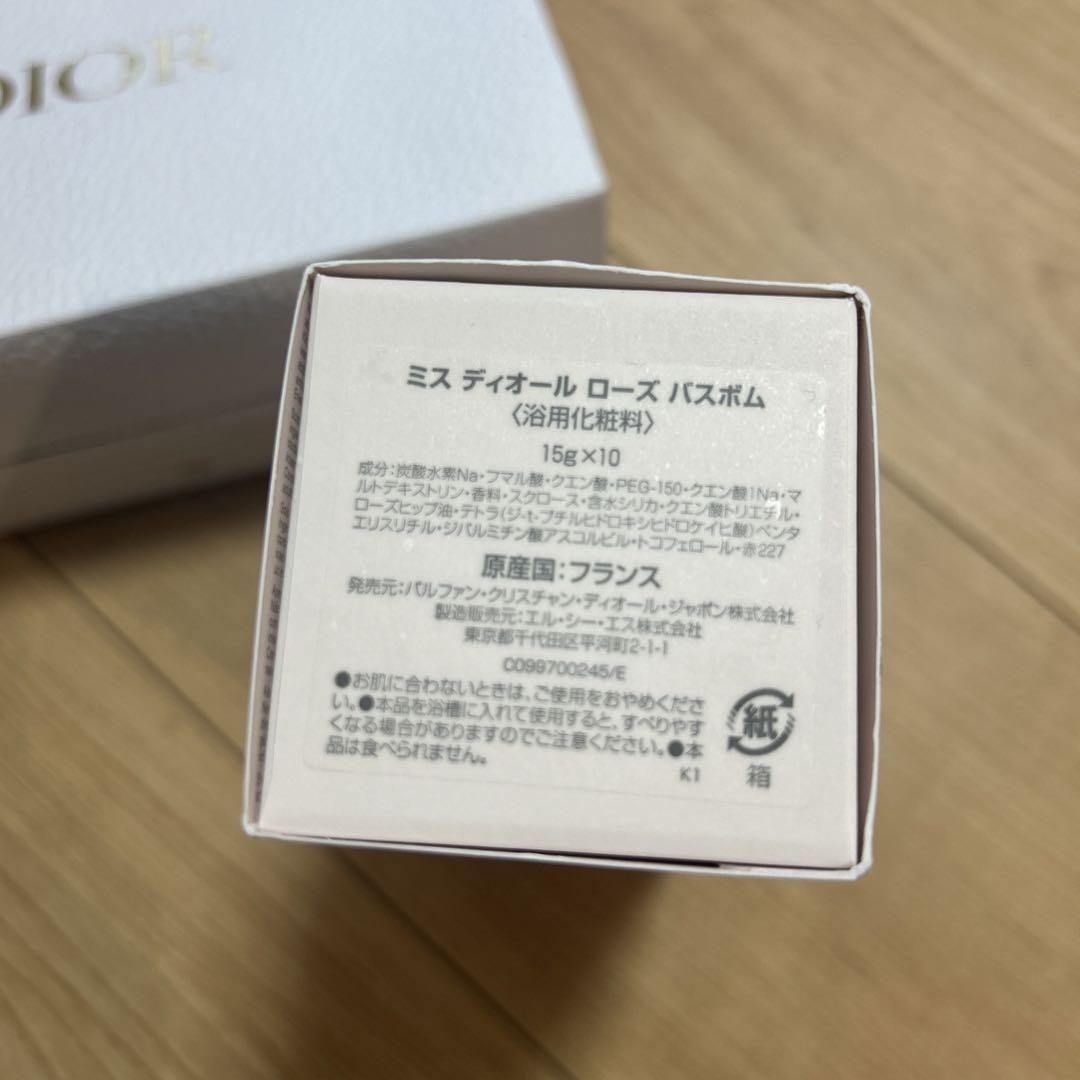 DIOR
ミス ディオール ローズ バスボム
〈浴用化粧料〉
15g×10
成分：炭酸水素Na・フマル酸・クエン酸・PEG-150・クエン酸1Na・マ
ルトデキストリン・香料・スクロース・含水シリカ・クエン酸トリエチル・
ローズヒップ油・テトラ(ジ-t-ブチルヒドロキシヒドロケイヒ酸)ペンタ
エリスリチル・ジパルミチン酸アスコルビル・トコフェロール・赤227
原産国：フランス
発売元：パルファン・クリスチャン・ディオール・ジャポン株式会社
製造販売元：エル・シー・エス株式会社
東京都千代田区平河町2-1-1
C099700245/E
●お肌に合わないときは、ご使用をおやめくださ
い。●本品を浴槽に入れて使用すると、すべりやす
くなる場合がありますのでご注意ください。●本
品は食べられません。
K1
紙
箱